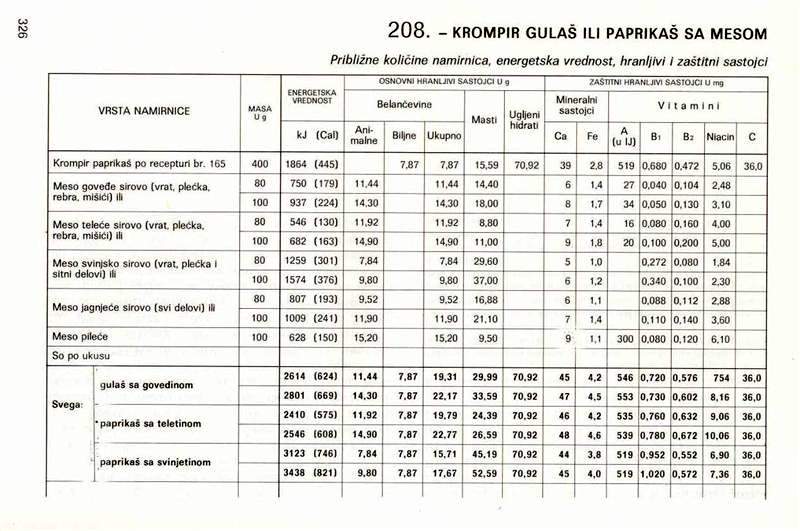 326
208. – KROMPIR GULAŠ ILI PAPRIKAŠ SA MESOM
Približne količine namirnica, energetska vrednost, hranljivi i zaštitni sastojci
VRSTA NAMIRNICE MASA U g ENERGETSKA VREDNOST OSNOVNI HRANLJIVI SASTOJCI U g ZAŠTITNI HRANLJIVI SASTOJCI U mg
Belančevine Masti Ugljeni hidrati Mineralni sastojci Vitamini
kJ (Cal) Ani-malne Biljne Ukupno Ca Fe A (u IJ) B1 B2 Niacin C
Krompir paprikaš po recepturi br. 165 400 1864 (445) 7,87 7,87 15,59 70,92 39 2,8 519 0,680 0,472 5,06 36,0
Meso goveđe sirovo (vrat, plećka, 80 750 (179) 11,44 11,44 14,40 6 1,4 27 0,040 0,104 2,48
rebra, mišići) ili 100 937 (224) 14,30 14,30 18,00 8 1,7 34 0,050 0,130 3,10
Meso teleće sirovo (vrat, plećka, 80 546 (130) 11,92 11,92 8,80 7 1,4 16 0,080 0,160 4,00
rebra, mišići) ili 100 682 (163) 14,90 14,90 11,00 9 1,8 20 0,100 0,200 5,00
Meso svinjsko sirovo (vrat, plećka i 80 1259 (301) 7,84 7,84 29,60 5 1,0 0,272 0,080 1,84
sitni delovi) ili 100 1574 (376) 9,80 9,80 37,00 6 1,2 0,340 0,100 2,30
Meso jagnjeće sirovo (svi delovi) ili 80 807 (193) 9,52 9,52 16,88 6 1,1 0,088 0,112 2,88
100 1009 (241) 11,90 11,90 21,10 7 1,4 0,110 0,140 3,60
Meso pileće 100 628 (150) 15,20 15,20 9,50 9 1,1 300 0,080 0,120 6,10
So po ukusu
Svega: gulaš sa govedinom 2614 (624) 11,44 7,87 19,31 29,99 70,92 45 4,2 546 0,720 0,576 754 36,0
2801 (669) 14,30 7,87 22,17 33,59 70,92 47 4,5 553 0,730 0,602 8,16 36,0
paprikaš sa teletinom 2410 (575) 11,92 7,87 19,79 24,39 70,92 46 4,2 535 0,760 0,632 9,06 36,0
2546 (608) 14,90 7,87 22,77 26,59 70,92 48 4,6 539 0,780 0,672 10,06 36,0
paprikaš sa svinjetinom 3123 (746) 7,84 7,87 15,71 45,19 70,92 44 3,8 519 0,952 0,552 6,90 36,0
3438 (821) 9,80 7,87 17,67 52,59 70,92 45 4,0 519 1,020 0,572 7,36 36,0